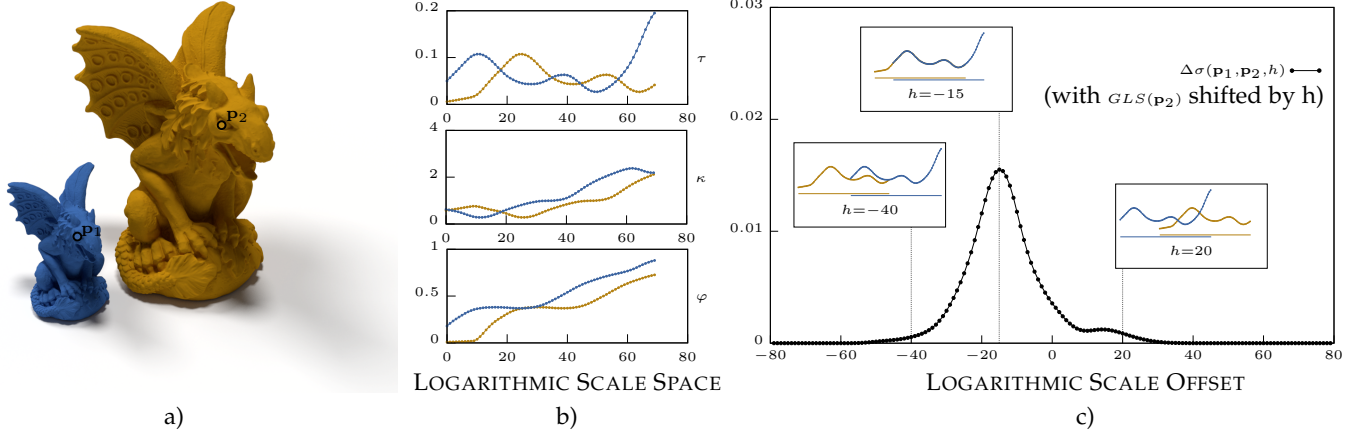 p₂
p₁
a)
0.2
0.1
0
0 20 40 60 80
τ
4
2
0
0 20 40 60 80
κ
1
0.5
0
0 20 40 60 80
φ
LOGARITHMIC SCALE SPACE
b)
0.03
0.02
0.01
0
−80 −60 −40 −20 0 20 40 60 80
Δσ(p₁,p₂,h)
(with GLS(p₂) shifted by h)
h=−15
h=−40
h=20
LOGARITHMIC SCALE OFFSET
c)